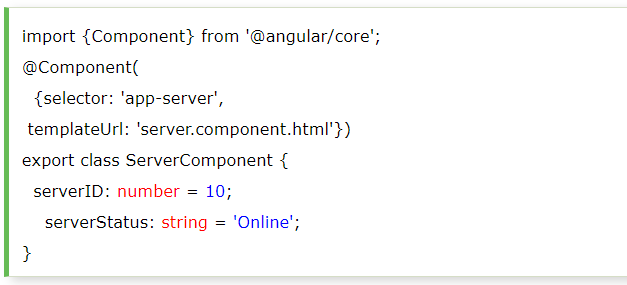 import {Component} from '@angular/core';
@Component(
{selector: 'app-server',
templateUrl: 'server.component.html'})
export class ServerComponent {
serverID: number = 10;
serverStatus: string = 'Online';
}